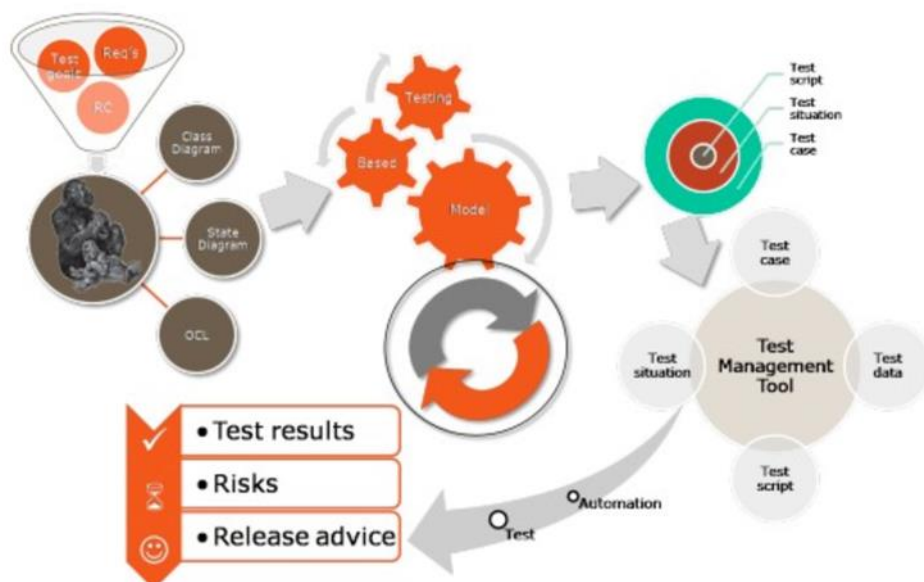 Test
goals
Req's
RC
Class
Diagram
State
Diagram
OCL
Testing
Based
Model
Test
script
Test
situation
Test
case
Test
case
Test
situation
Test
Management
Tool
Test
data
Test
script
Automation
Test
• Test results
• Risks
• Release advice